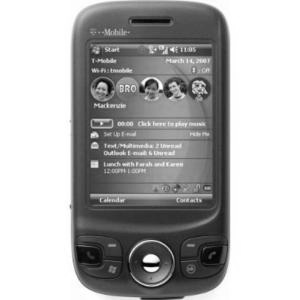 T··Mobile·
Start 11:05
T-Mobile March 14, 2007
Wi-Fi: tmobile : Off
BRO
Mackenzie
00:00 Click here to play music
Set Up E-mail Hide Me
Text/Multimedia: 2 Unread
Outlook E-mail: 6 Unread
Lunch with Farah and Karen
12:00PM-1:00PM
Calendar Contacts